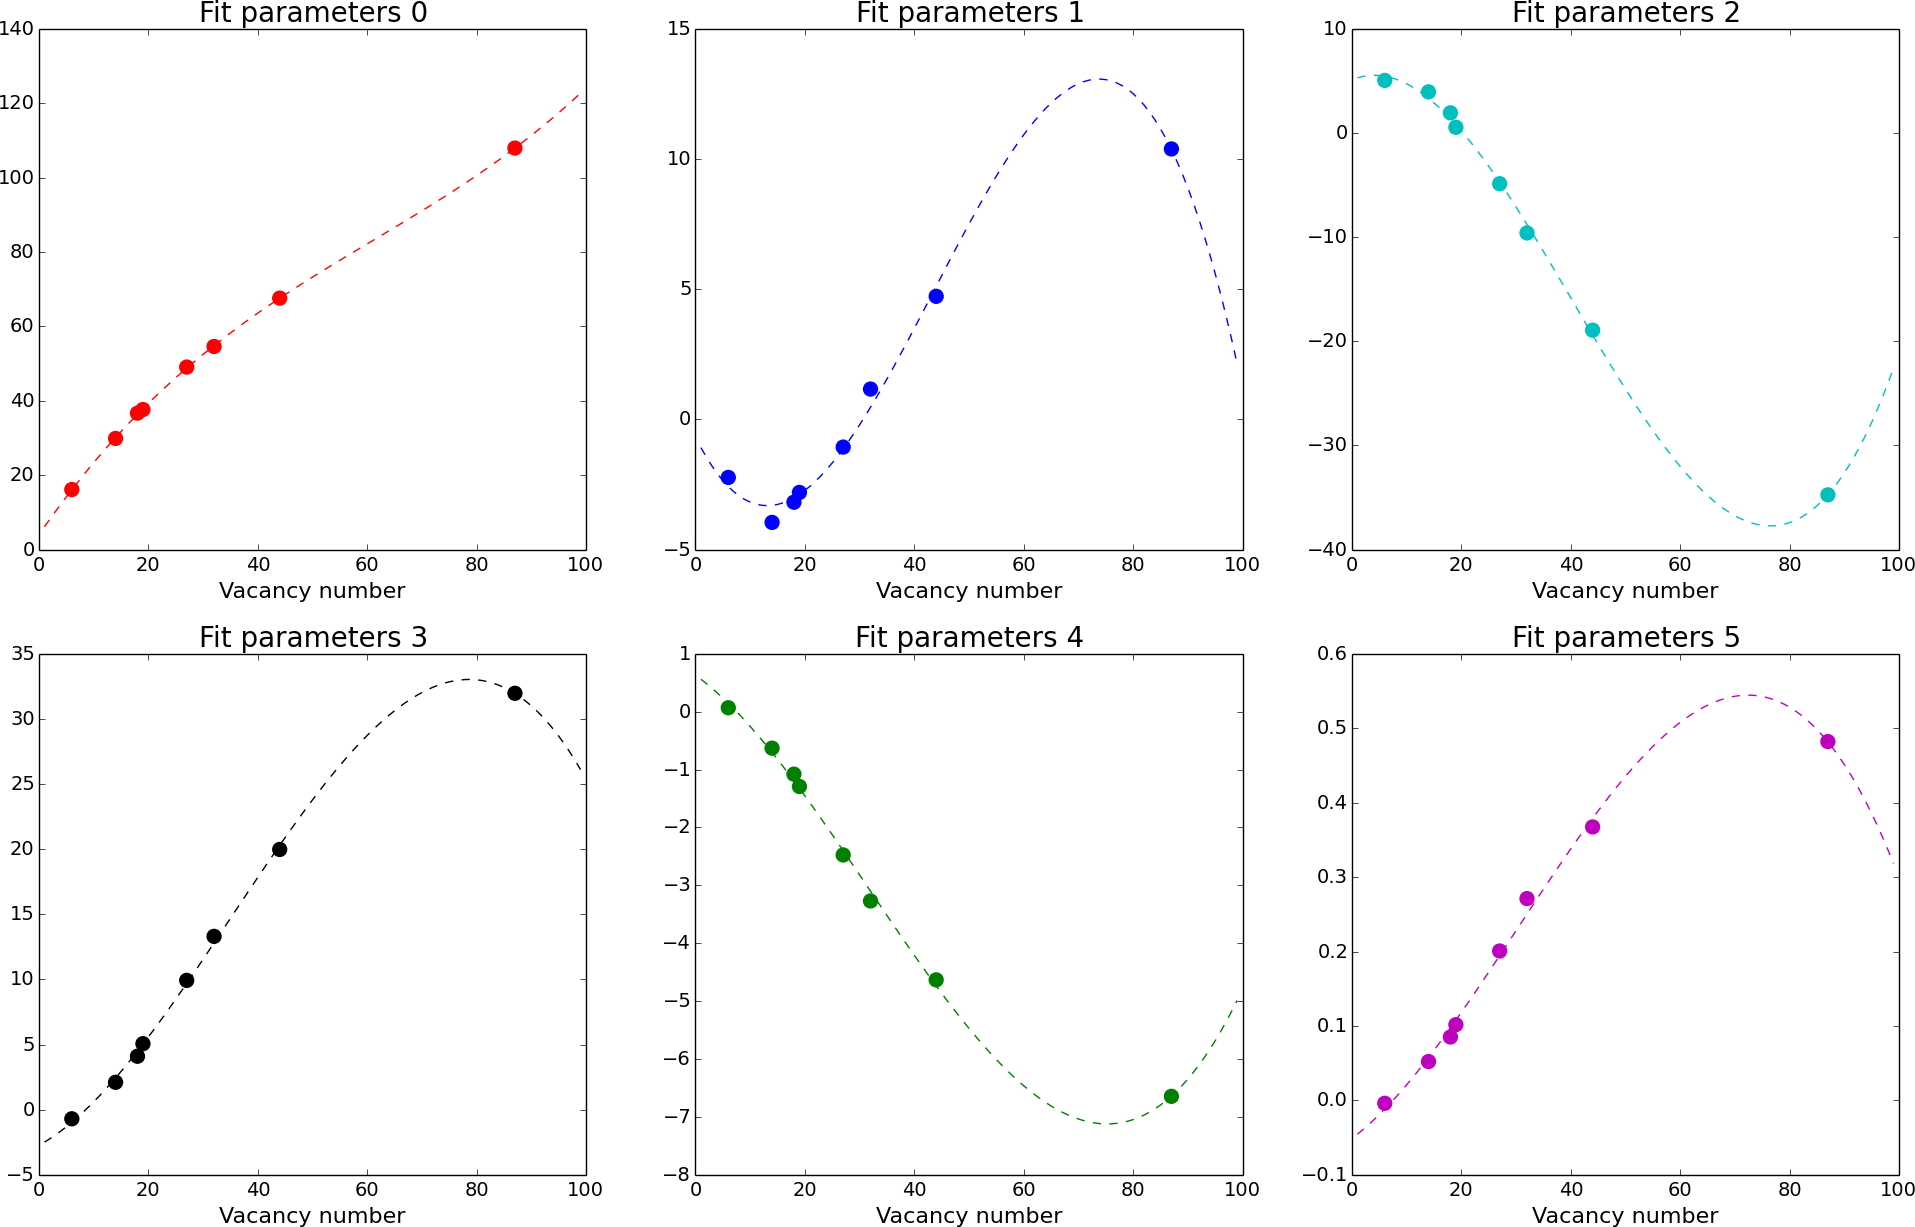 Fit parameters 0
Fit parameters 1
Fit parameters 2
140
120
100
80
60
40
20
0
0 20 40 60 80 100
Vacancy number
15
10
5
0
−5
0 20 40 60 80 100
Vacancy number
10
0
−10
−20
−30
−40
0 20 40 60 80 100
Vacancy number
Fit parameters 3
Fit parameters 4
Fit parameters 5
35
30
25
20
15
10
5
0
−5
0 20 40 60 80 100
Vacancy number
1
0
−1
−2
−3
−4
−5
−6
−7
−8
0 20 40 60 80 100
Vacancy number
0.6
0.5
0.4
0.3
0.2
0.1
0.0
−0.1
0 20 40 60 80 100
Vacancy number